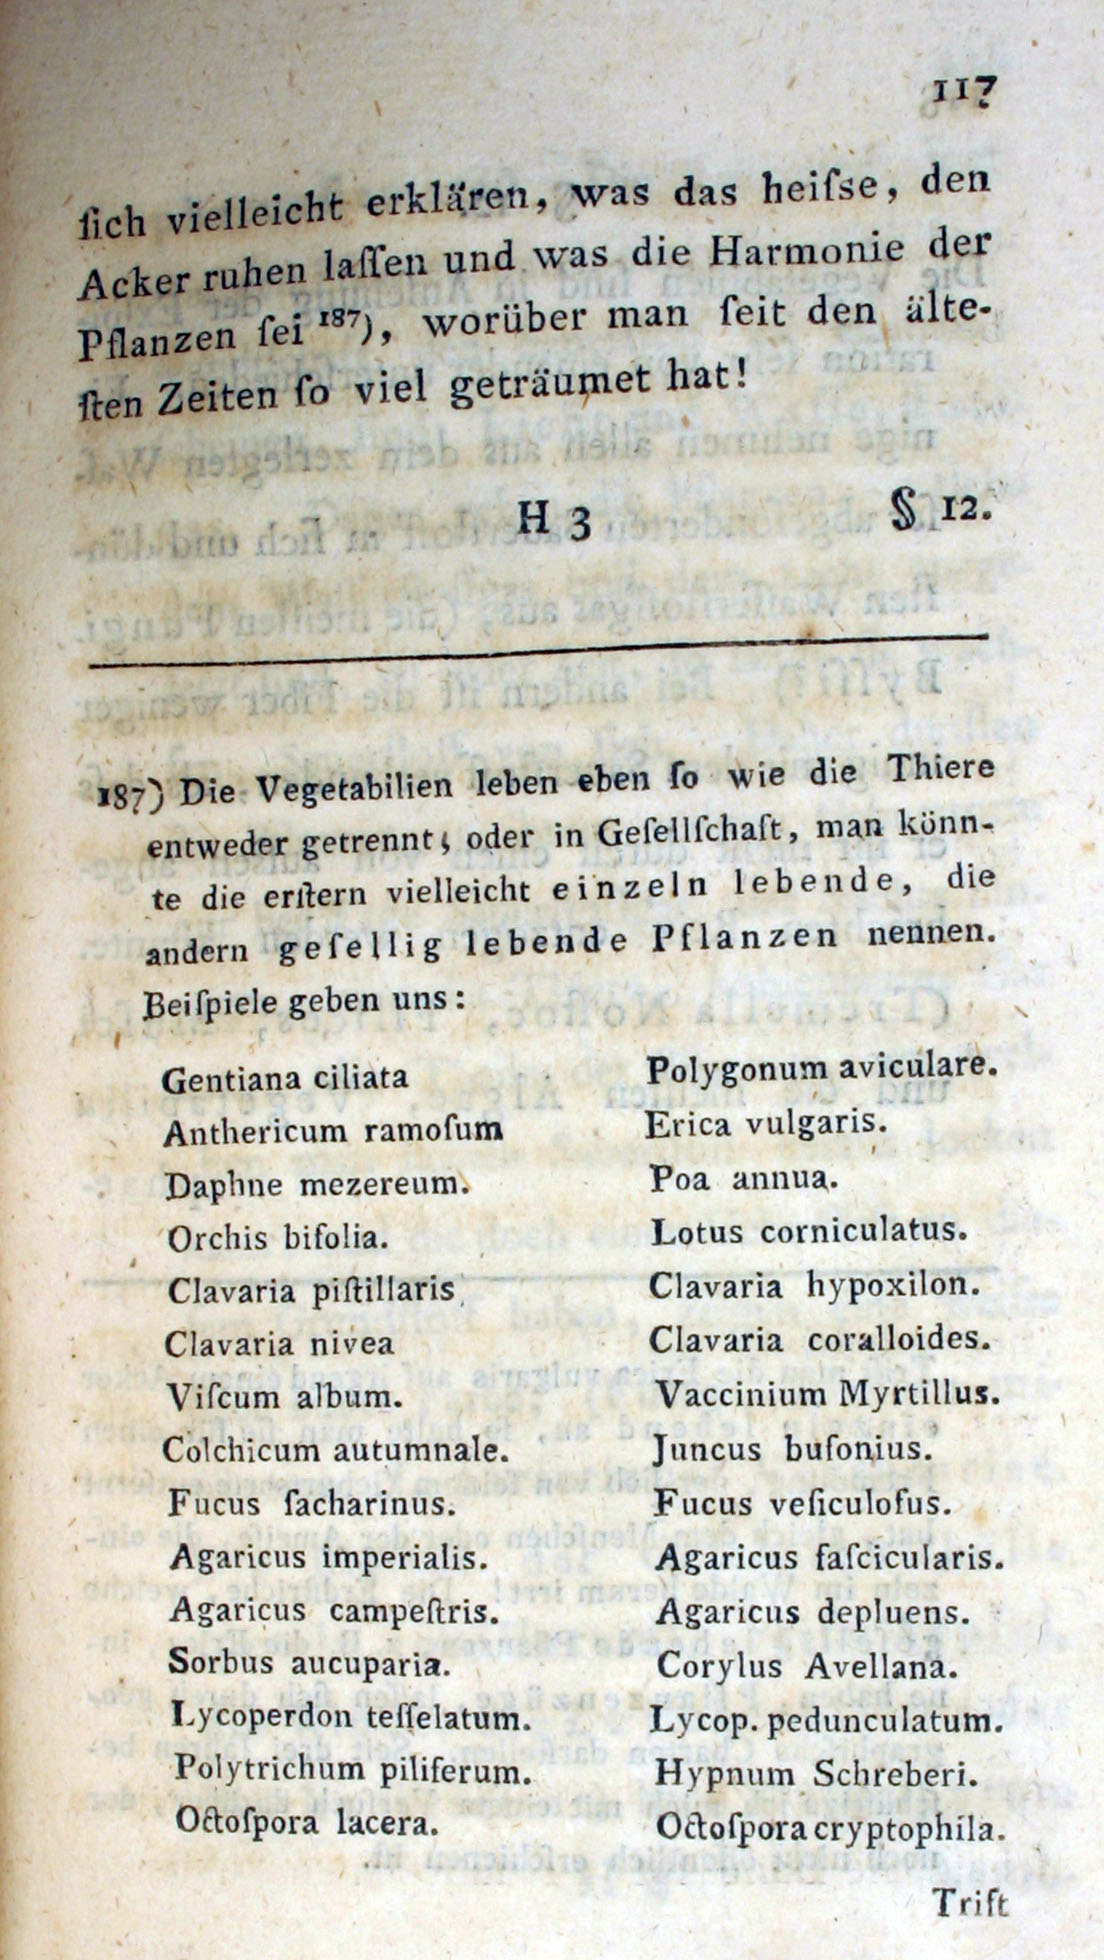 117
ſich vielleicht erklären, was das heiſse, den
Acker ruhen laſſen und was die Harmonie der
Pflanzen ſei 187), worüber man ſeit den älte-
ſten Zeiten ſo viel geträumet hat!
H 3 § 12.
187) Die Vegetabilien leben eben ſo wie die Thiere
entweder getrennt, oder in Geſellſchaft, man könn-
te die erſtern vielleicht einzeln lebende, die
andern geſellig lebende Pflanzen nennen.
Beiſpiele geben uns:
Gentiana ciliata
Anthericum ramoſum
Daphne mezereum.
Orchis bifolia.
Clavaria piſtillaris
Clavaria nivea
Viſcum album.
Colchicum autumnale.
Fucus ſacharinus.
Agaricus imperialis.
Agaricus campeſtris.
Sorbus aucuparia.
Lycoperdon teſſelatum.
Polytrichum piliferum.
Octoſpora lacera.
Polygonum aviculare.
Erica vulgaris.
Poa annua.
Lotus corniculatus.
Clavaria hypoxilon.
Clavaria coralloides.
Vaccinium Myrtillus.
Juncus bufonius.
Fucus veſiculoſus.
Agaricus faſcicularis.
Agaricus depluens.
Corylus Avellana.
Lycop. pedunculatum.
Hypnum Schreberi.
Octoſpora cryptophila.
Trift